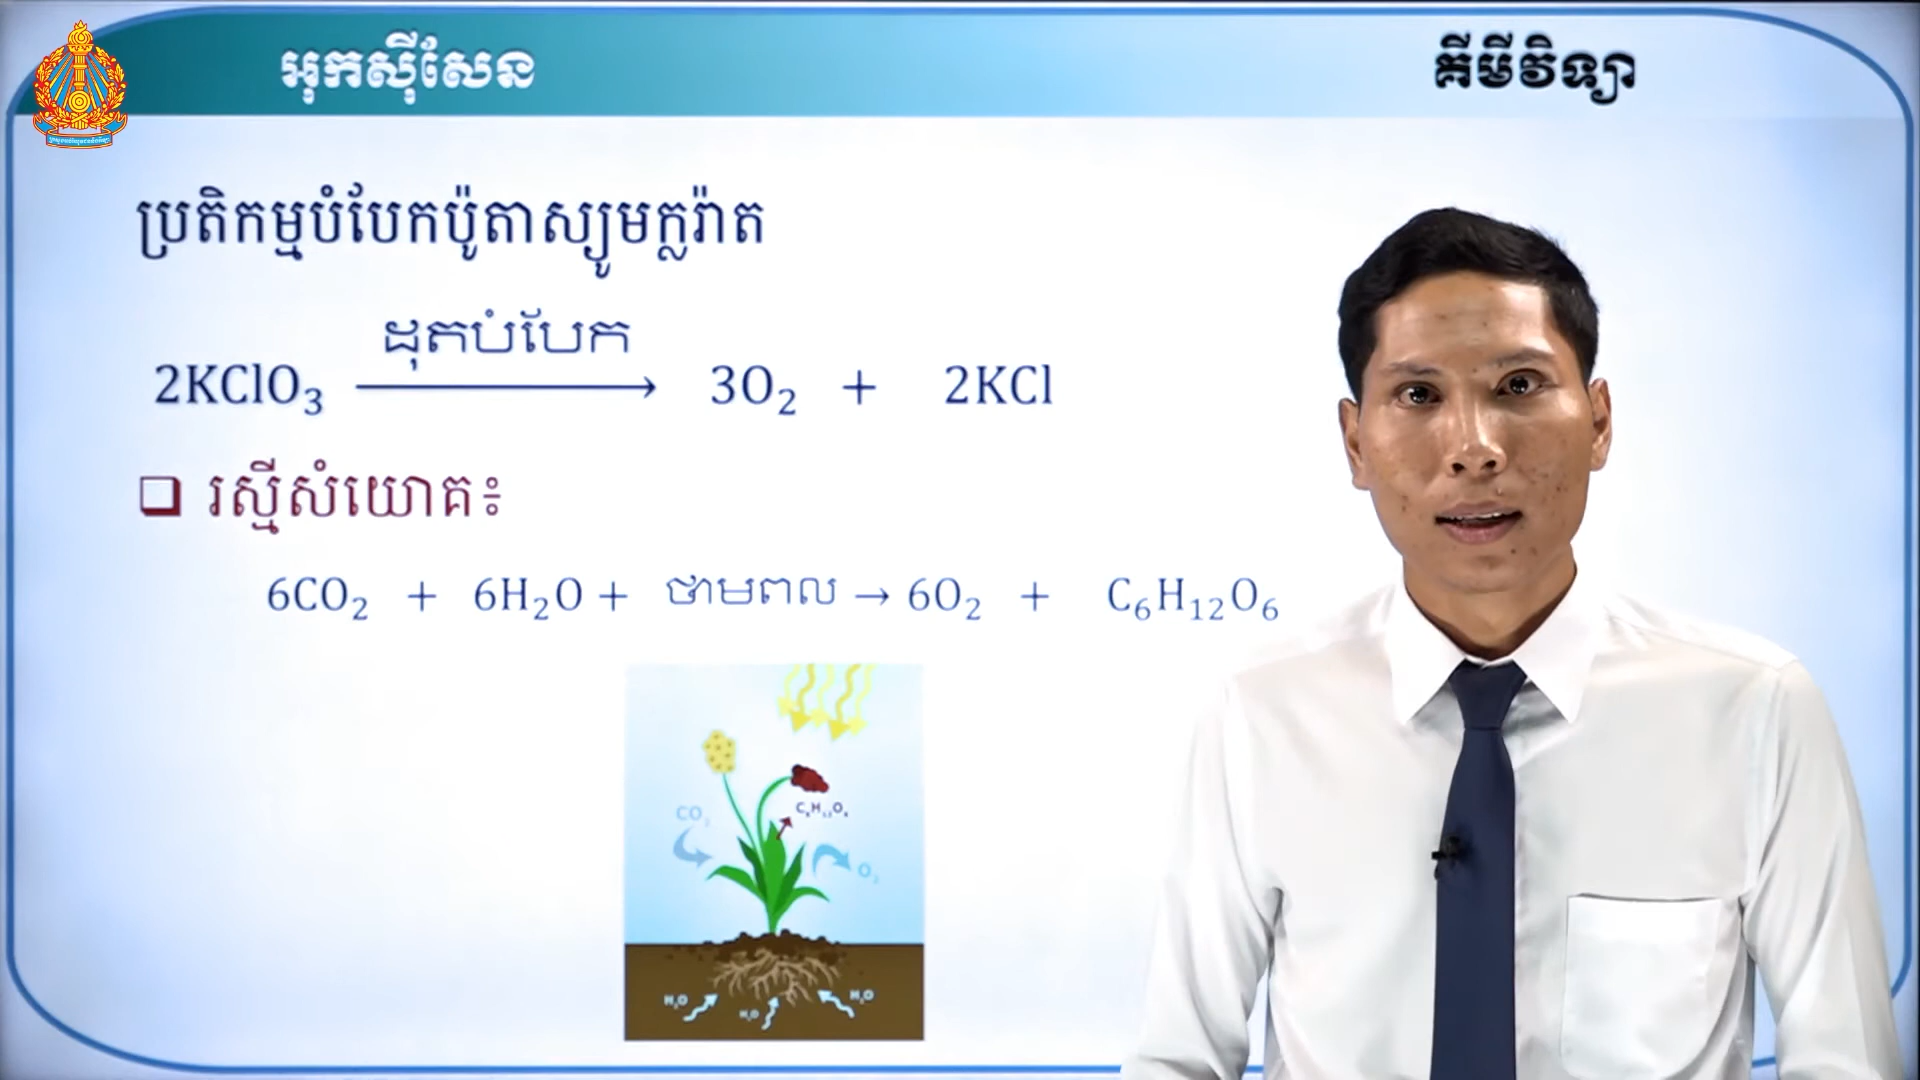 អុកស៊ីសែន
គីមីវិទ្យា
ប្រតិកម្មបំបែកប៉ូតាស្យូមក្លរ៉ាត
ដុតបំបែក
2KClO₃ ⟶ 3O₂ + 2KCl
❑ រស្មីសំយោគ៖
6CO₂ + 6H₂O + ថាមពល → 6O₂ + C₆H₁₂O₆
CO₂
C₆H₁₂O₆
O₂
H₂O
H₂O
H₂O